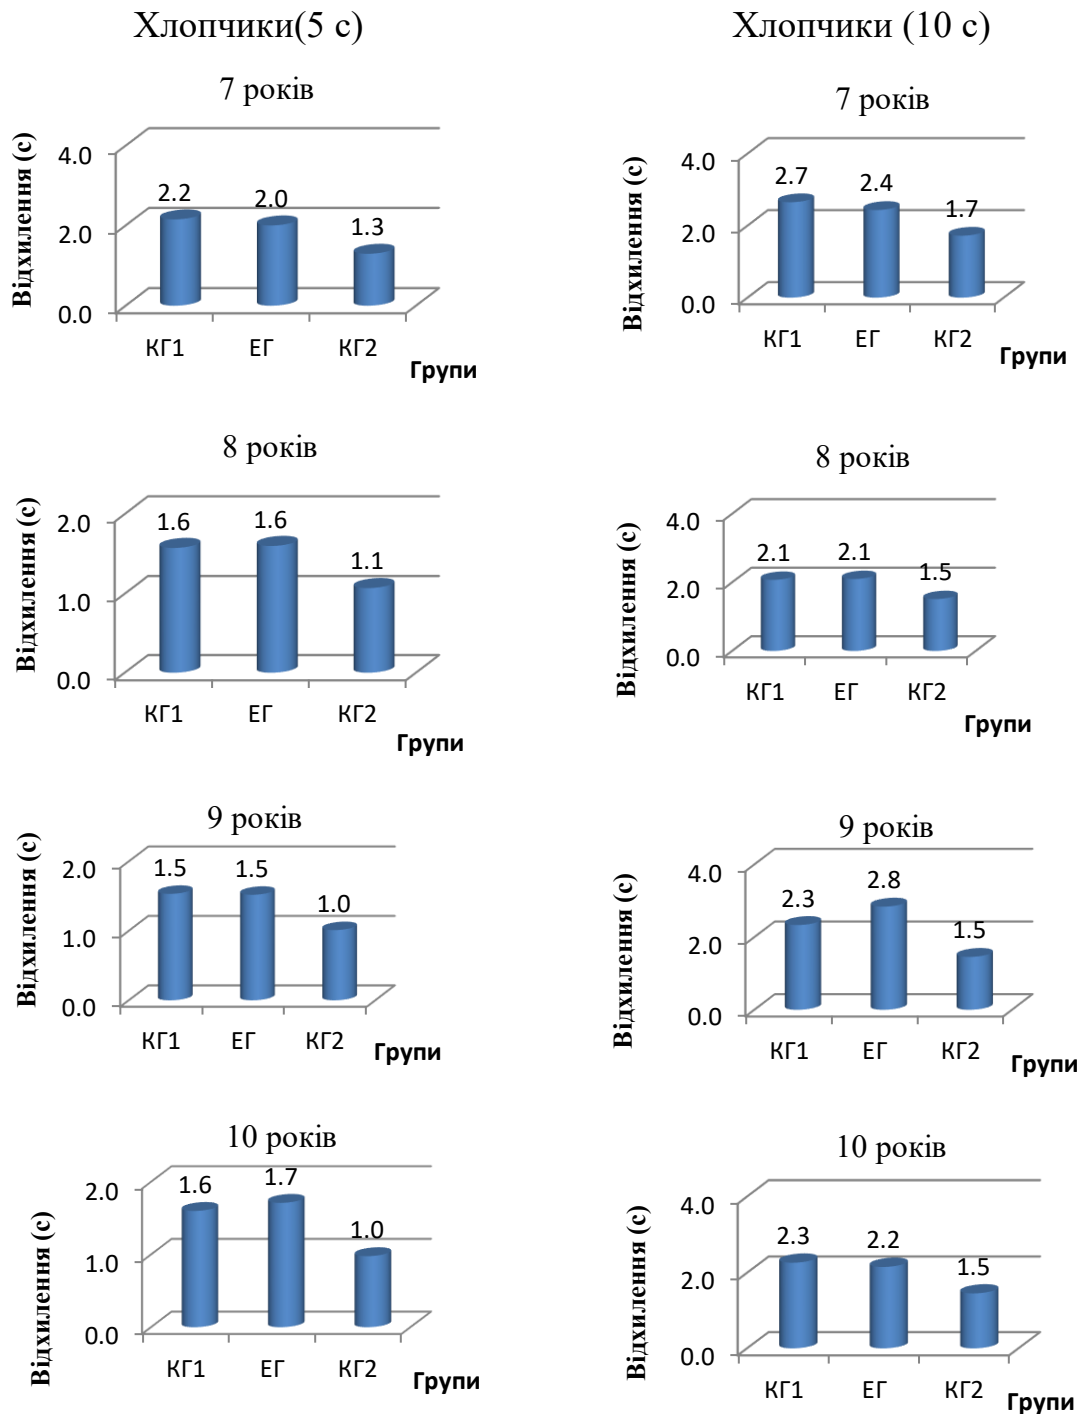 Хлопчики(5 с)
Хлопчики (10 с)
7 років
Відхилення (с)
4.0
2.0
0.0
2.2
2.0
1.3
КГ1 ЕГ КГ2
Групи
7 років
Відхилення (с)
4.0
2.0
0.0
2.7
2.4
1.7
КГ1 ЕГ КГ2
Групи
8 років
Відхилення (с)
2.0
1.0
0.0
1.6
1.6
1.1
КГ1 ЕГ КГ2
Групи
8 років
Відхилення (с)
4.0
2.0
0.0
2.1
2.1
1.5
КГ1 ЕГ КГ2
Групи
9 років
Відхилення (с)
2.0
1.0
0.0
1.5
1.5
1.0
КГ1 ЕГ КГ2
Групи
9 років
Відхилення (с)
4.0
2.0
0.0
2.3
2.8
1.5
КГ1 ЕГ КГ2
Групи
10 років
Відхилення (с)
2.0
1.0
0.0
1.6
1.7
1.0
КГ1 ЕГ КГ2
Групи
10 років
Відхилення (с)
4.0
2.0
0.0
2.3
2.2
1.5
КГ1 ЕГ КГ2
Групи